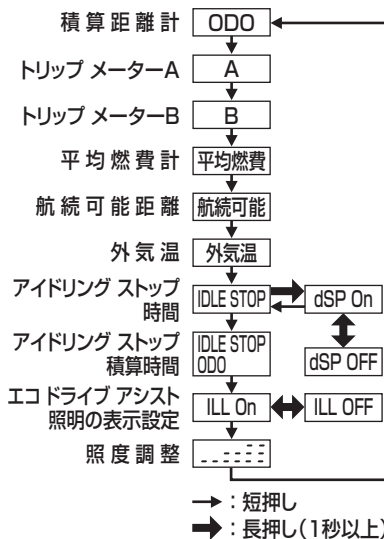 積算距離計 ODO
トリップ メーターA A
トリップ メーターB B
平均燃費計 平均燃費
航続可能距離 航続可能
外気温 外気温
アイドリング ストップ
時間 IDLE STOP dSP On
アイドリング ストップ
積算時間 IDLE STOP
ODO dSP OFF
エコ ドライブ アシスト
照明の表示設定 ILL On ILL OFF
照度調整
：短押し
：長押し(1秒以上)